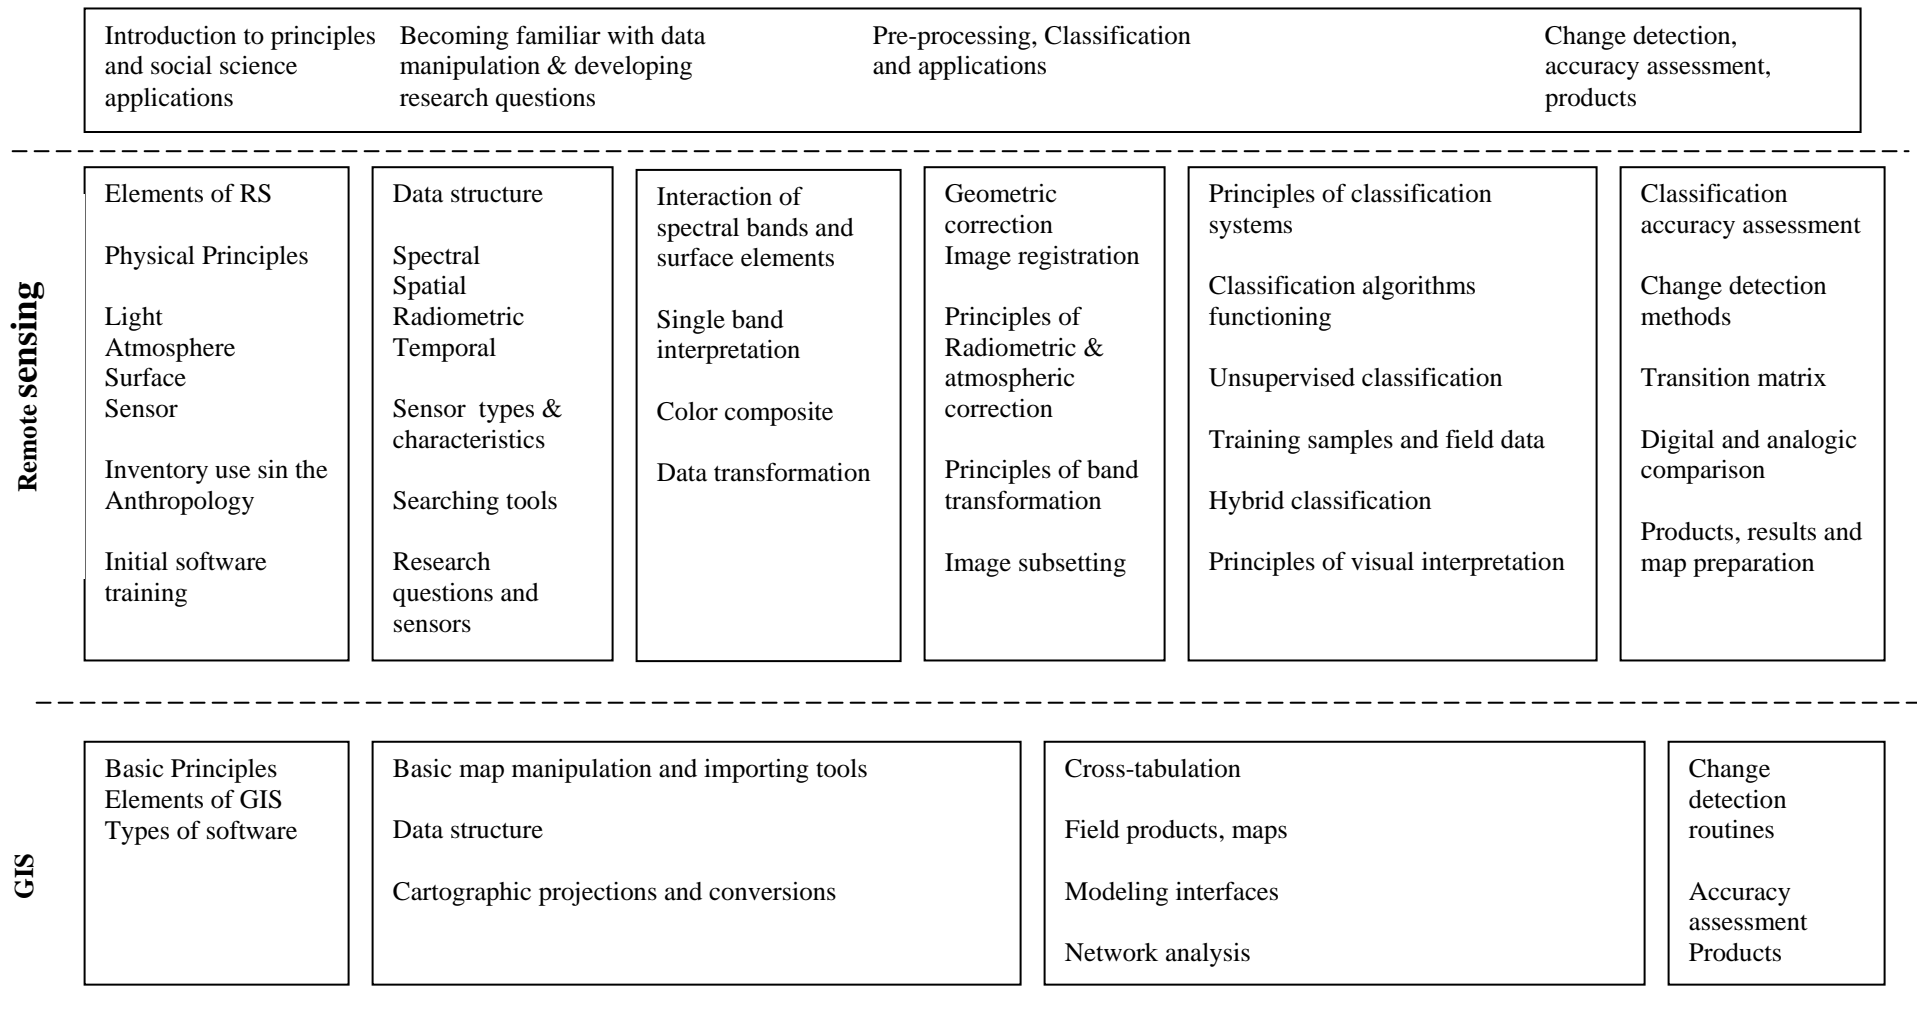 Introduction to principles
and social science
applications
Becoming familiar with data
manipulation & developing
research questions
Pre-processing, Classification
and applications
Change detection,
accuracy assessment,
products
Remote sensing
Elements of RS
Physical Principles
Light
Atmosphere
Surface
Sensor
Inventory use sin the
Anthropology
Initial software
training
Data structure
Spectral
Spatial
Radiometric
Temporal
Sensor types &
characteristics
Searching tools
Research
questions and
sensors
Interaction of
spectral bands and
surface elements
Single band
interpretation
Color composite
Data transformation
Geometric
correction
Image registration
Principles of
Radiometric &
atmospheric
correction
Principles of band
transformation
Image subsetting
Principles of classification
systems
Classification algorithms
functioning
Unsupervised classification
Training samples and field data
Hybrid classification
Principles of visual interpretation
Classification
accuracy assessment
Change detection
methods
Transition matrix
Digital and analogic
comparison
Products, results and
map preparation
GIS
Basic Principles
Elements of GIS
Types of software
Basic map manipulation and importing tools
Data structure
Cartographic projections and conversions
Cross-tabulation
Field products, maps
Modeling interfaces
Network analysis
Change
detection
routines
Accuracy
assessment
Products